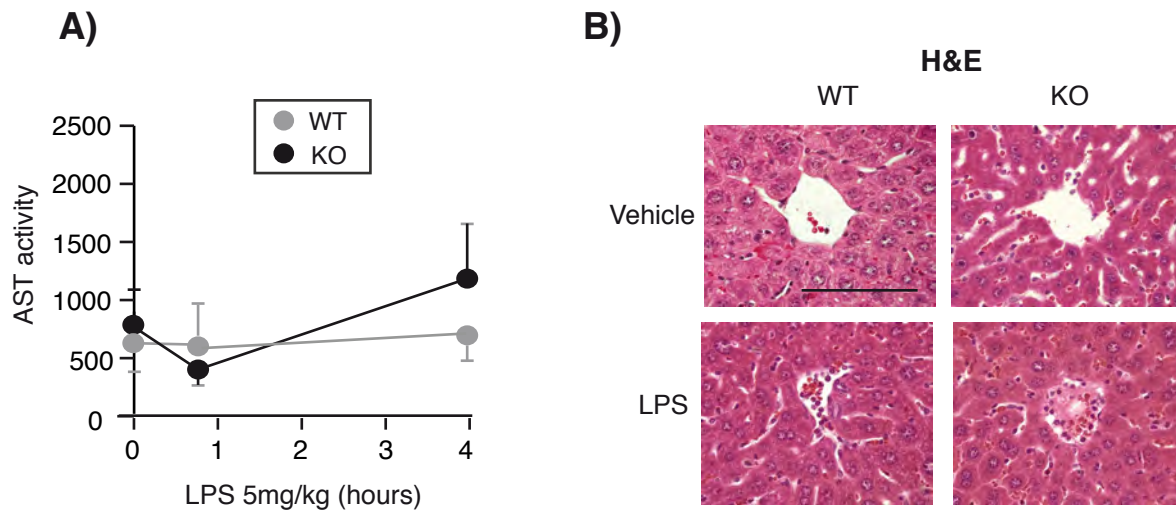 A)
WT
KO
2500
2000
1500
1000
500
0
AST activity
0 1 2 3 4
LPS 5mg/kg (hours)
B)
H&E
WT KO
Vehicle
LPS